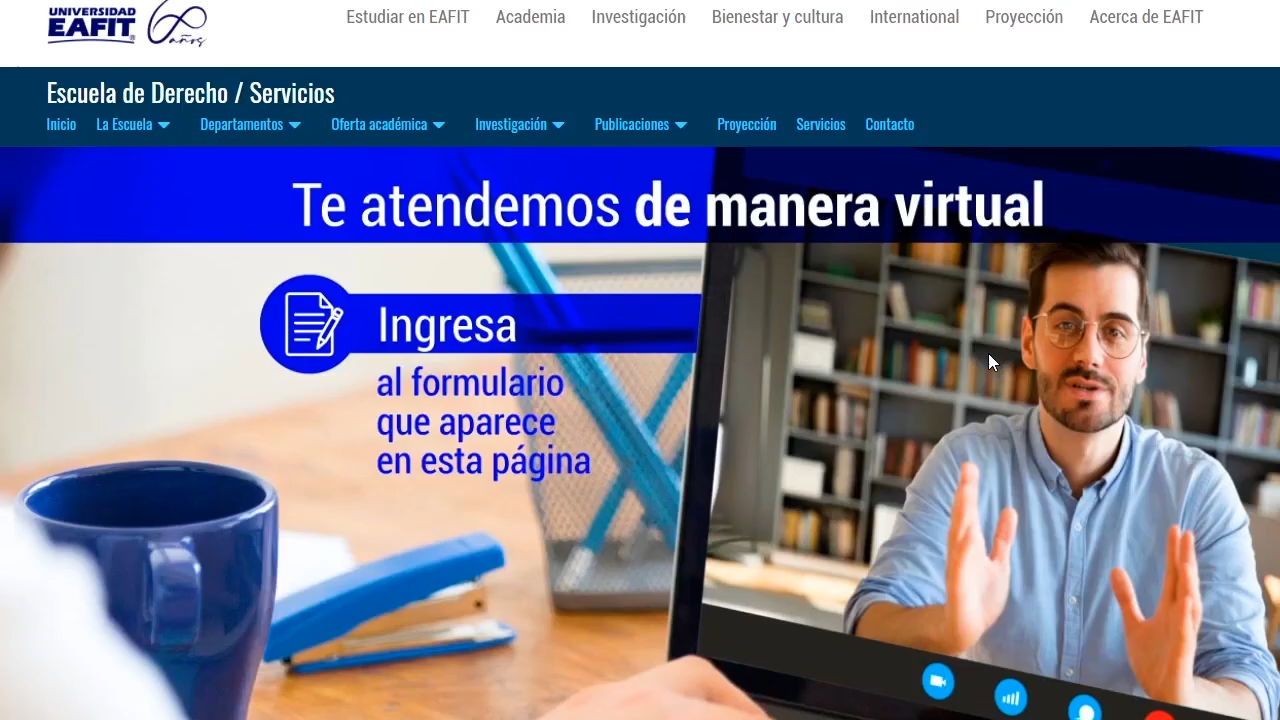 UNIVERSIDAD
EAFIT
años
Estudiar en EAFIT Academia Investigación Bienestar y cultura International Proyección Acerca de EAFIT
Escuela de Derecho / Servicios
Inicio La Escuela Departamentos Oferta académica Investigación Publicaciones Proyección Servicios Contacto
Te atendemos de manera virtual
Ingresa
al formulario
que aparece
en esta página